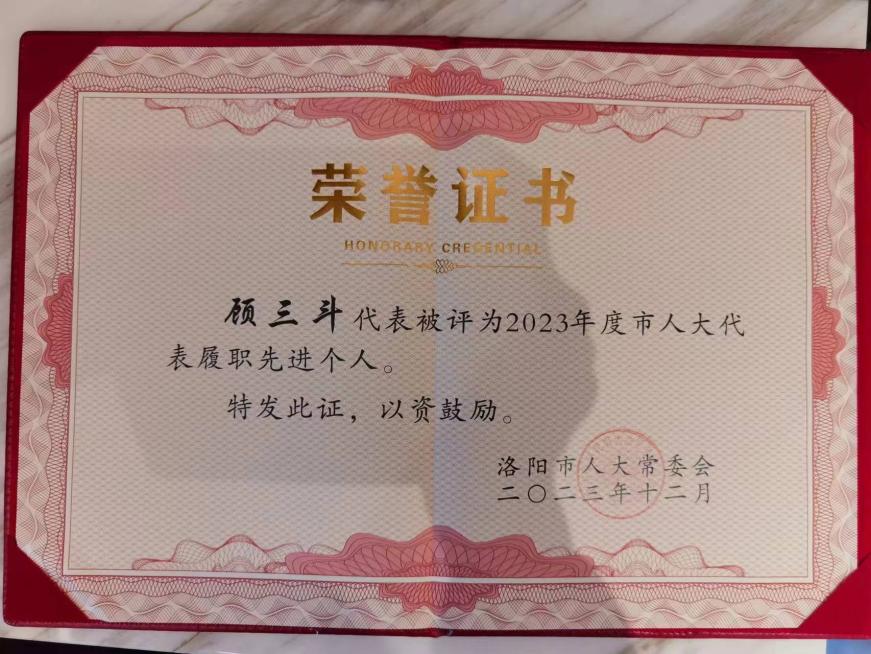 荣誉证书
HONORARY CREDENTIAL
顾三斗代表被评为2023年度市人大代
表履职先进个人。
特发此证，以资鼓励。
洛阳市人大常委会
二〇二三年十二月